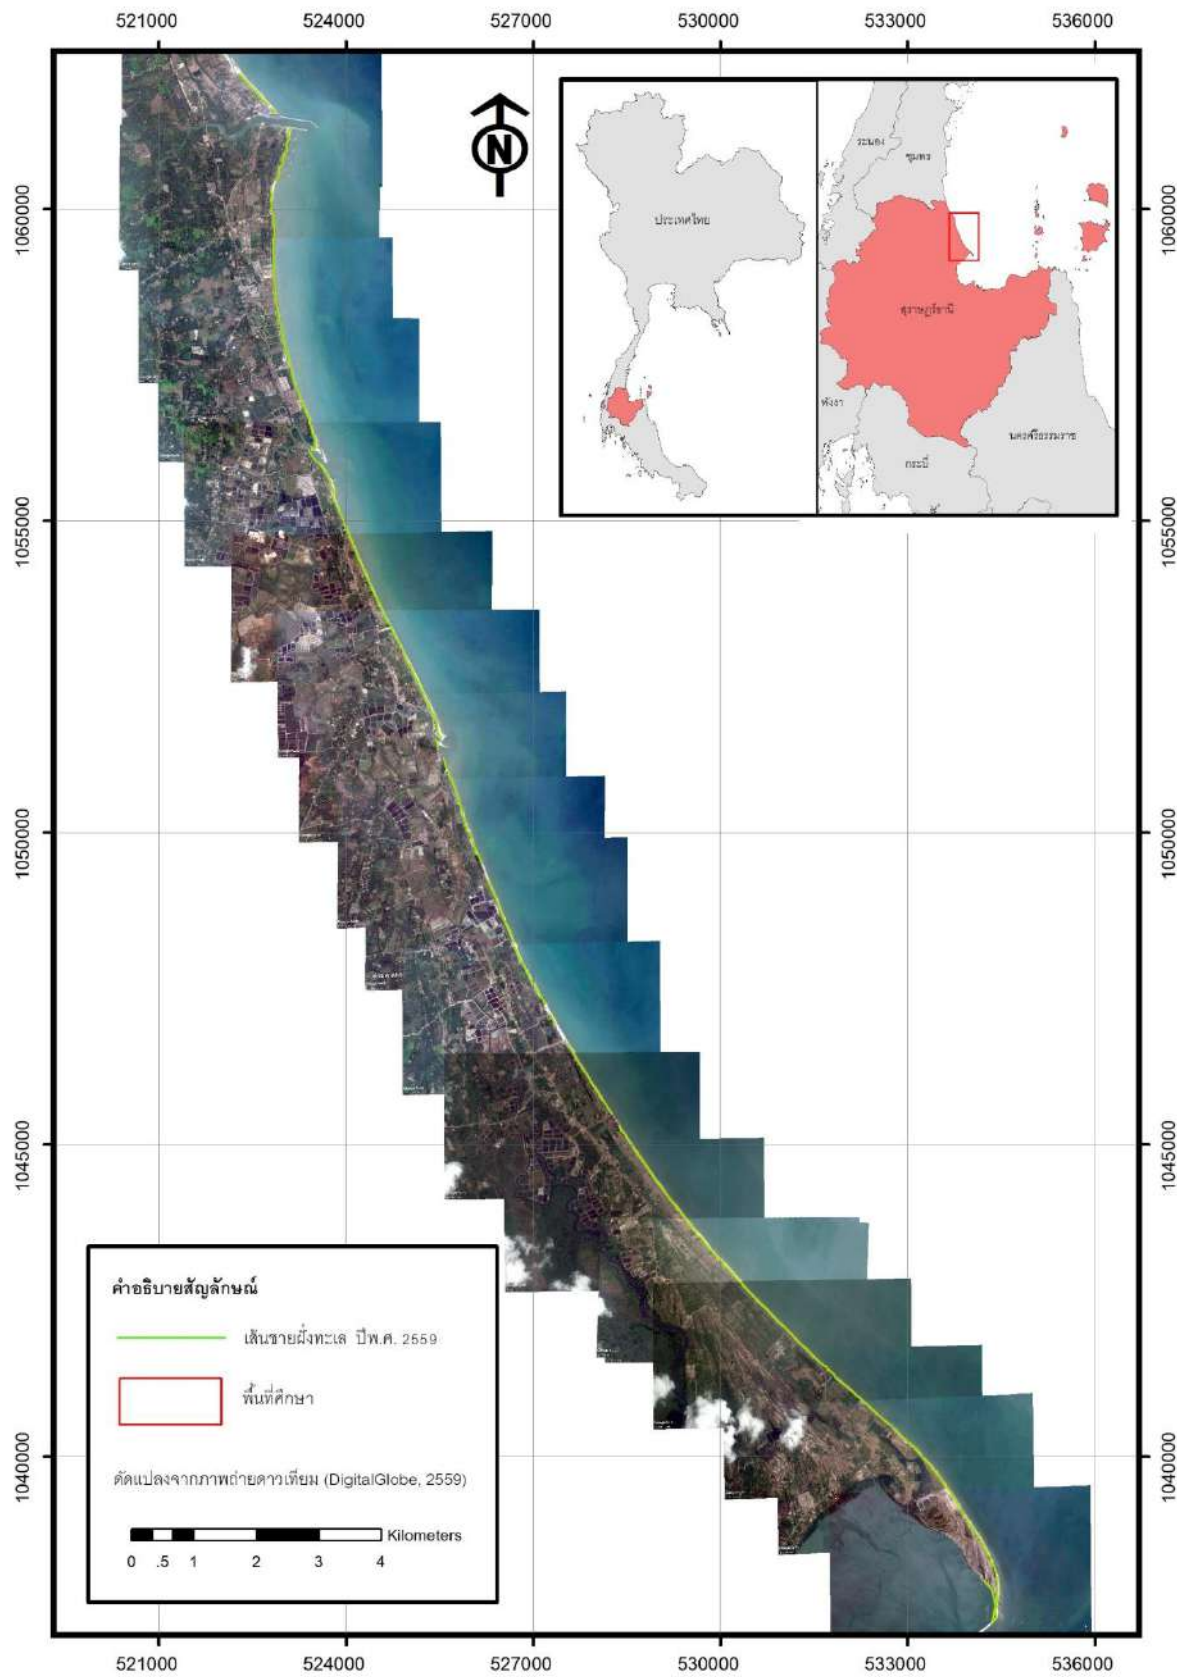 521000 524000 527000 530000 533000 536000
N
ประเทศไทย
ระนอง
ชุมพร
สุราษฎร์ธานี
พังงา
กระบี่
นครศรีธรรมราช
1060000 1060000
1055000 1055000
1050000 1050000
1045000 1045000
1040000 1040000
คำอธิบายสัญลักษณ์
เส้นชายฝั่งทะเล ปีพ.ศ. 2559
พื้นที่ศึกษา
ดัดแปลงจากภาพถ่ายดาวเทียม (DigitalGlobe, 2559)
Kilometers
0 .5 1 2 3 4
521000 524000 527000 530000 533000 536000